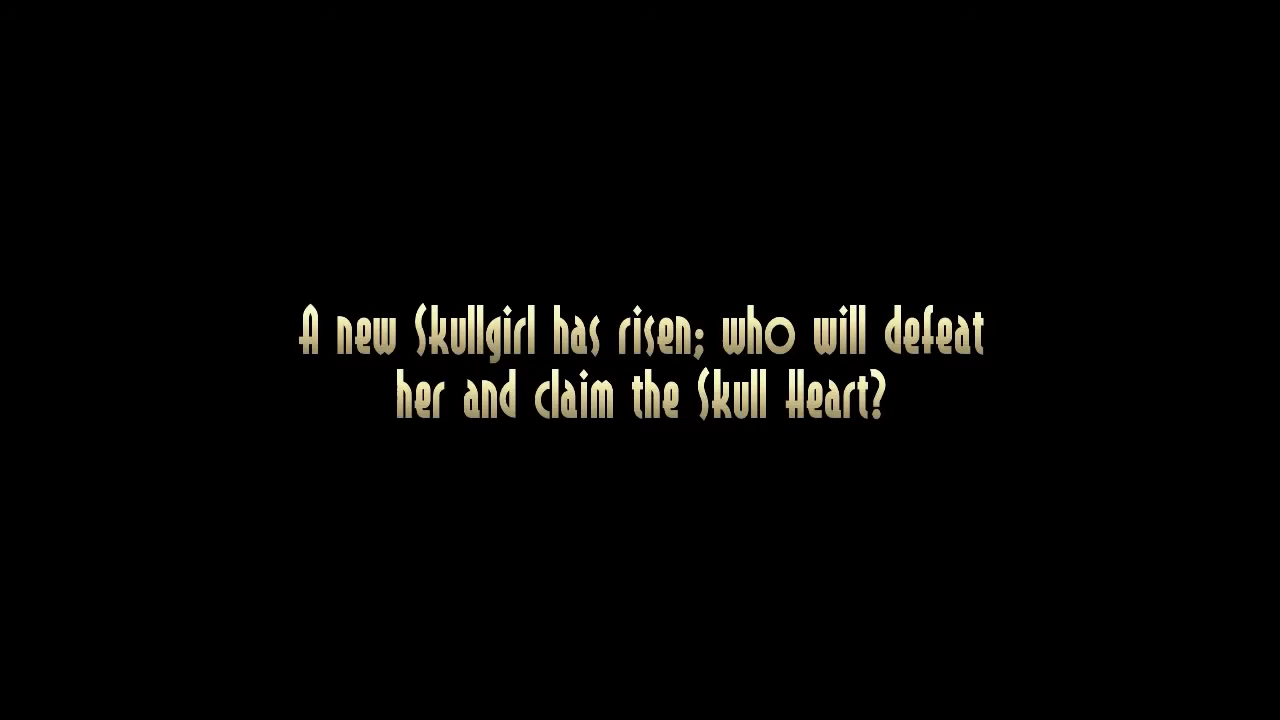 A new Skullgirl has risen; who will defeat
her and claim the Skull Heart?